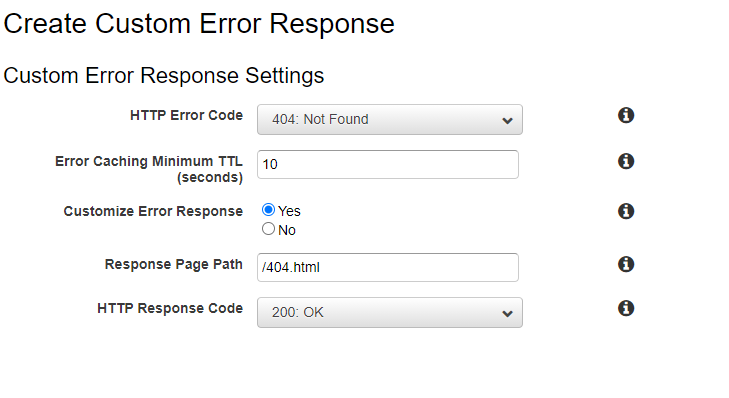 Create Custom Error Response
Custom Error Response Settings
HTTP Error Code
404: Not Found
Error Caching Minimum TTL
(seconds)
10
Customize Error Response
Yes
No
Response Page Path
/404.html
HTTP Response Code
200: OK